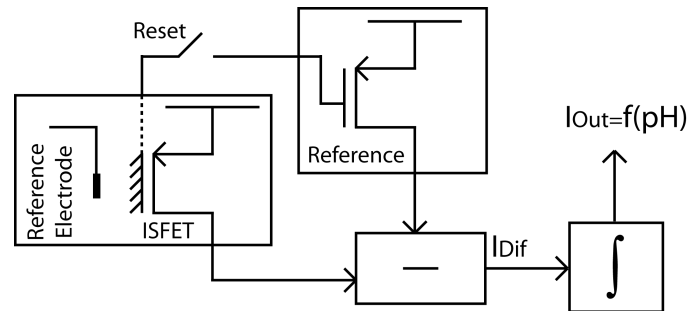 Reset
Reference
Reference
Electrode
ISFET
IOut=f(pH)
IDif
—
∫